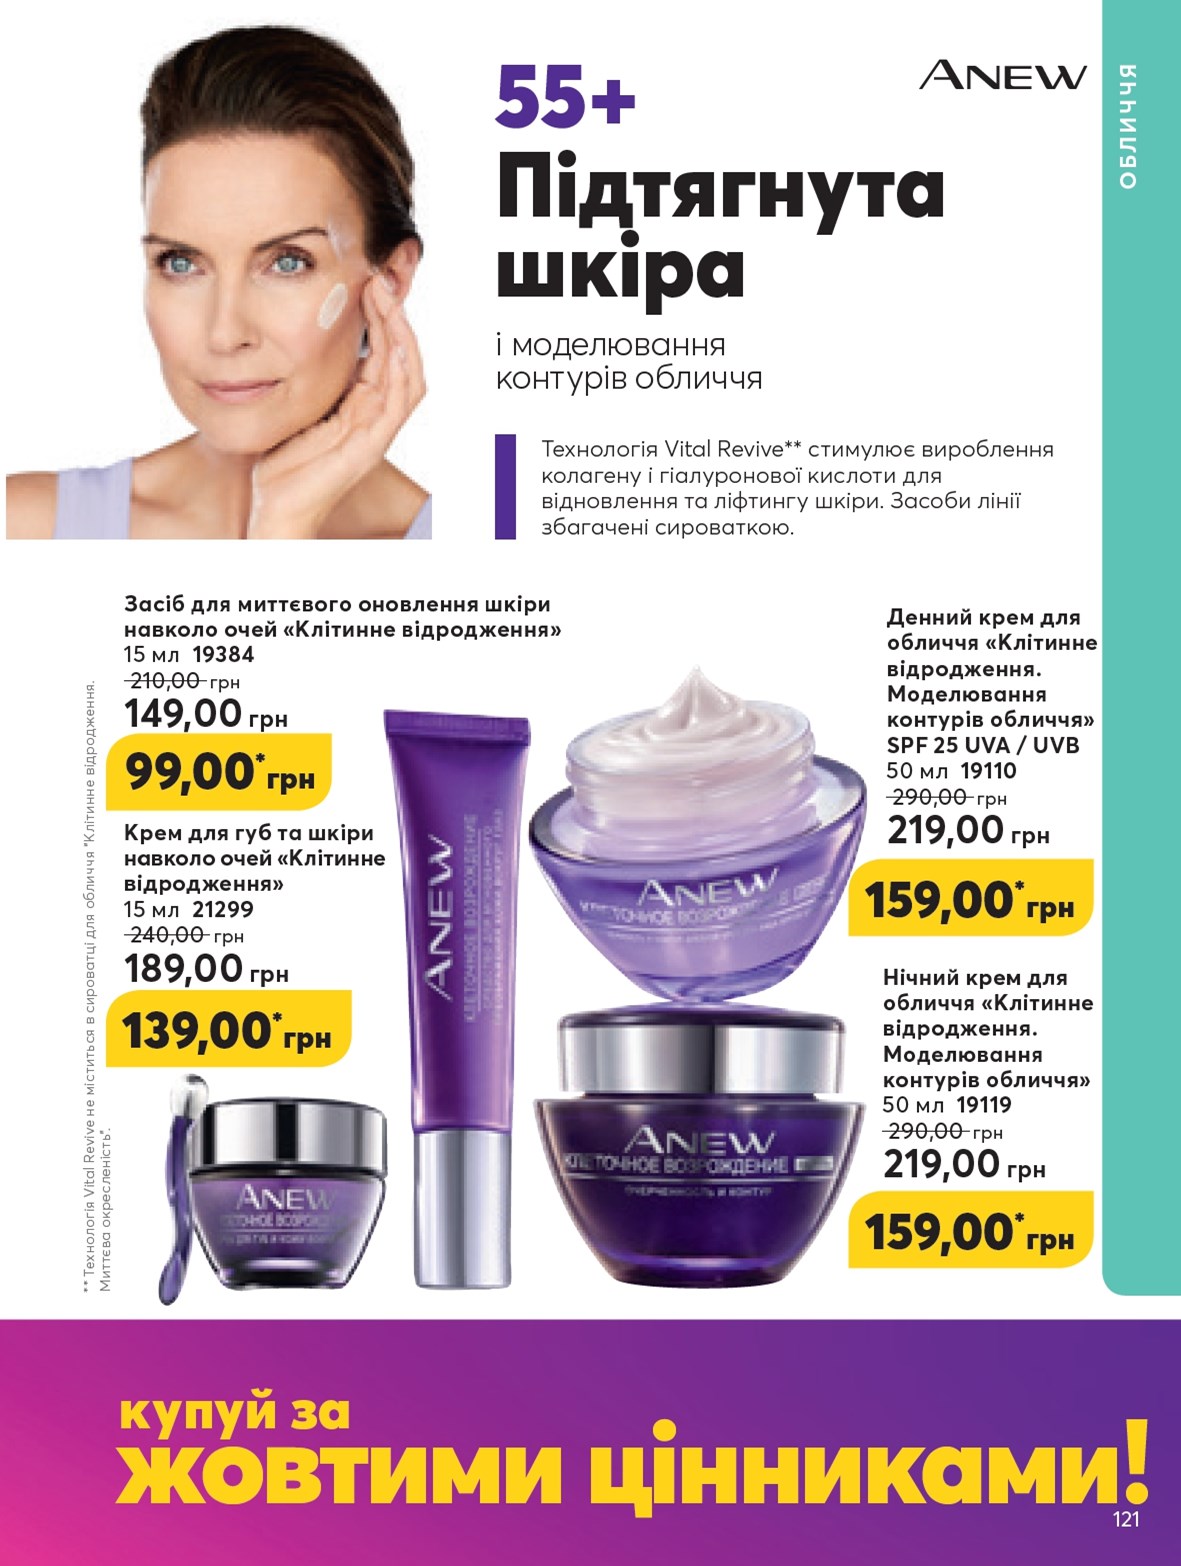 55+
ANEW
ОБЛИЧЧЯ
Підтягнута
шкіра
і моделювання
контурів обличчя
Технологія Vital Revive** стимулює вироблення
колагену і гіалуронової кислоти для
відновлення та ліфтингу шкіри. Засоби лінії
збагачені сироваткою.
Засіб для миттєвого оновлення шкіри
навколо очей «Клітинне відродження»
15 мл 19384
210,00 грн
149,00 грн
99,00* грн
Крем для губ та шкіри
навколо очей «Клітинне
відродження»
15 мл 21299
240,00 грн
189,00 грн
139,00* грн
Денний крем для
обличчя «Клітинне
відродження.
Моделювання
контурів обличчя»
SPF 25 UVA / UVB
50 мл 19110
290,00 грн
219,00 грн
159,00* грн
Нічний крем для
обличчя «Клітинне
відродження.
Моделювання
контурів обличчя»
50 мл 19119
290,00 грн
219,00 грн
159,00* грн
ANEW
КЛЕТОЧНОЕ ВОЗРОЖДЕНИЕ
ANEW
КЛЕТОЧНОЕ
ANEW
КЛЕТОЧНОЕ ВОЗРОЖДЕНИЕ
ANEW
** Технологія Vital Revive не міститься в сироватці для обличчя "Клітинне відродження.
Миттєва окресленість".
купуй за
жовтими цінниками!
121